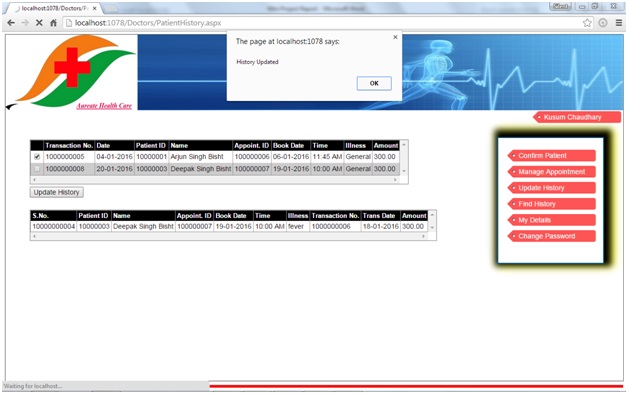 localhost:1078/Doctors/Pa
localhost:1078/Doctors/PatientHistory.aspx
The page at localhost:1078 says:
History Updated
OK
Aureate Health Care
Kusum Chaudhary
Transaction No. Date Patient ID Name Appoint. ID Book Date Time Illness Amount
1000000005 04-01-2016 10000001 Arjun Singh Bisht 100000006 06-01-2016 11:45 AM General 300.00
20-01-2016 10000003 Deepak Singh Bisht 100000007 19-01-2016 10:00 AM General 300.00
Update History
S.No. Patient ID Name Appoint. ID Book Date Time Illness Transaction No. Trans Date Amount
10000000004 10000003 Deepak Singh Bisht 100000007 19-01-2016 10:00 AM fever 1000000006 18-01-2016 300.00
Confirm Patient
Manage Appointment
Update History
Find History
My Details
Change Password
Waiting for localhost...